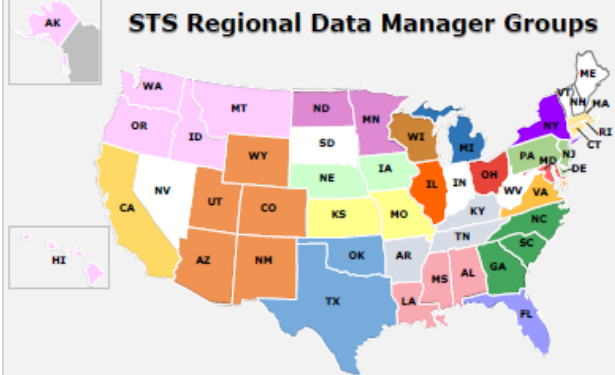 STS Regional Data Manager Groups
AK
WA
MT
ND
MN
OR
ID
SD
WI
MI
NY
VT
ME
NH
MA
RI
CT
WY
NE
IA
PA
NJ
MD
DE
NV
UT
CO
IL
IN
OH
WV
VA
CA
KS
MO
KY
NC
TN
SC
HI
AZ
NM
OK
AR
MS
AL
GA
TX
LA
FL